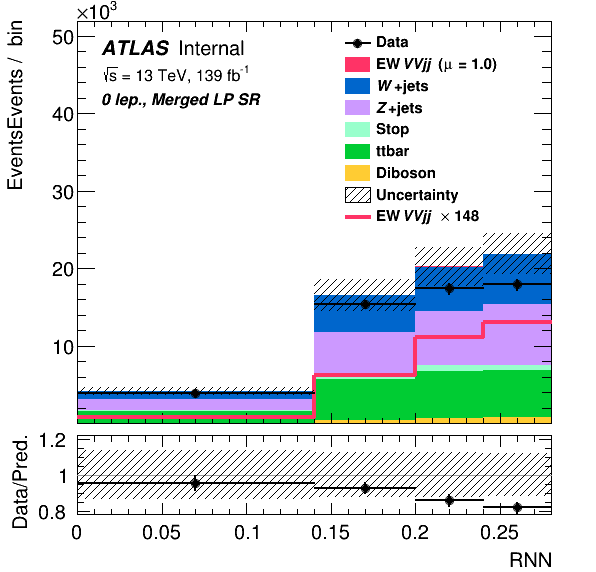 ×10³
50
40
30
20
10
EventsEvents / bin
ATLAS Internal
√s = 13 TeV, 139 fb⁻¹
0 lep., Merged LP SR
Data
EW VVjj (μ = 1.0)
W+jets
Z+jets
Stop
ttbar
Diboson
Uncertainty
EW VVjj × 148
Data/Pred.
1.2
1
0.8
0 0.05 0.1 0.15 0.2 0.25
RNN